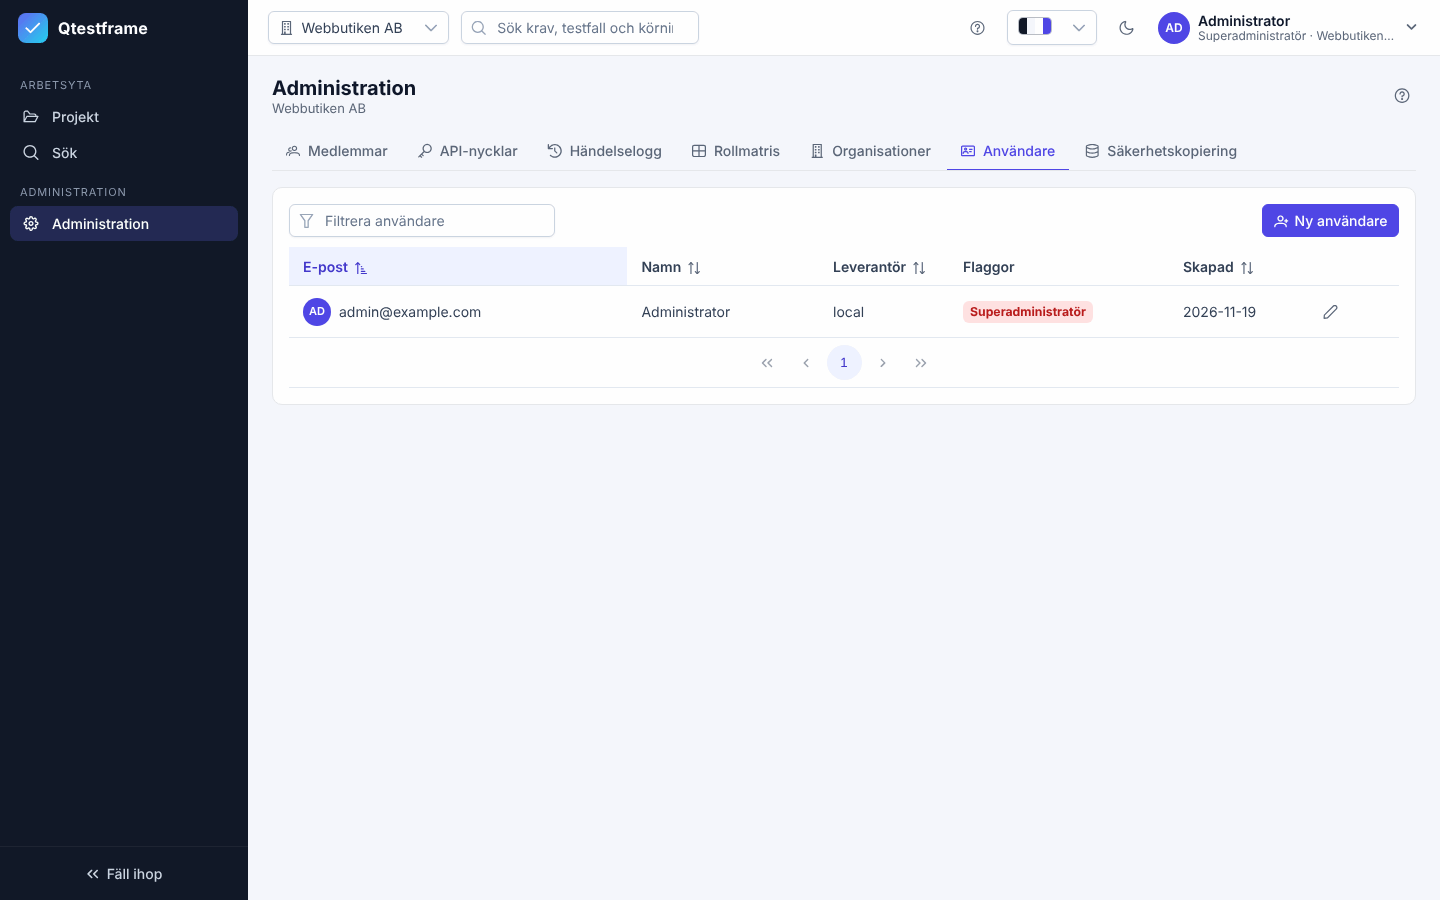 Qtestframe
Webbutiken AB
Sök krav, testfall och körnin
AD
Administrator
Superadministratör · Webbutiken...
ARBETSYTA
Projekt
Sök
ADMINISTRATION
Administration
Administration
Webbutiken AB
Medlemmar
API-nycklar
Händelselogg
Rollmatris
Organisationer
Användare
Säkerhetskopiering
Filtrera användare
Ny användare
E-post Namn Leverantör Flaggor Skapad
AD admin@example.com Administrator local Superadministratör 2026-11-19
1
Fäll ihop